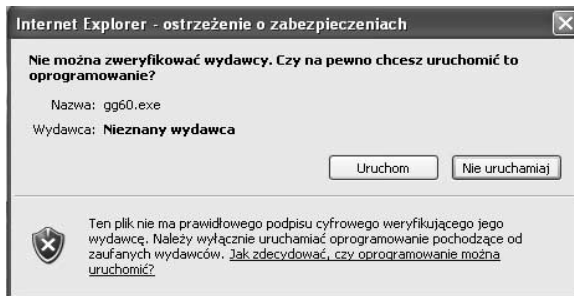 Internet Explorer - ostrzeżenie o zabezpieczeniach
Nie można zweryfikować wydawcy. Czy na pewno chcesz uruchomić to
oprogramowanie?
Nazwa: gg60.exe
Wydawca: Nieznany wydawca
Uruchom Nie uruchamiaj
Ten plik nie ma prawidłowego podpisu cyfrowego weryfikującego jego
wydawcę. Należy wyłącznie uruchamiać oprogramowanie pochodzące od
zaufanych wydawców. Jak zdecydować, czy oprogramowanie można
uruchomić?